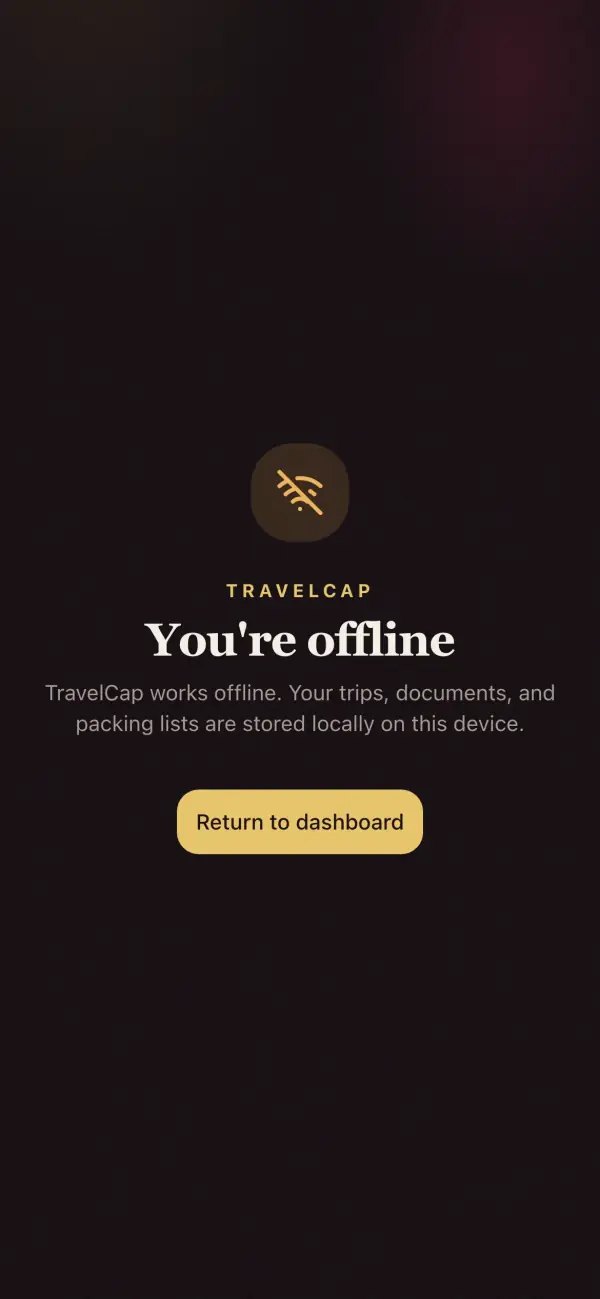 TRAVELCAP
You're offline
TravelCap works offline. Your trips, documents, and
packing lists are stored locally on this device.
Return to dashboard